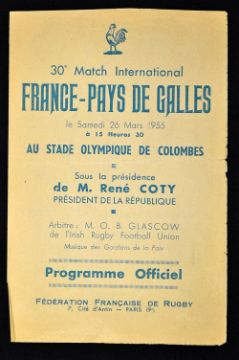 30e Match International
FRANCE-PAYS DE GALLES
le Samedi 26 Mars 1955
à 15 Heures 30
AU STADE OLYMPIQUE DE COLOMBES
Sous la présidence
de M. René COTY
PRÉSIDENT DE LA RÉPUBLIQUE
Arbitre : M. O. B. GLASCOW
de l'Irish Rugby Football Union
Musique des Gardiens de la Paix
Programme Officiel
FÉDÉRATION FRANÇAISE DE RUGBY
7, Cité d'Antin - PARIS (9e)